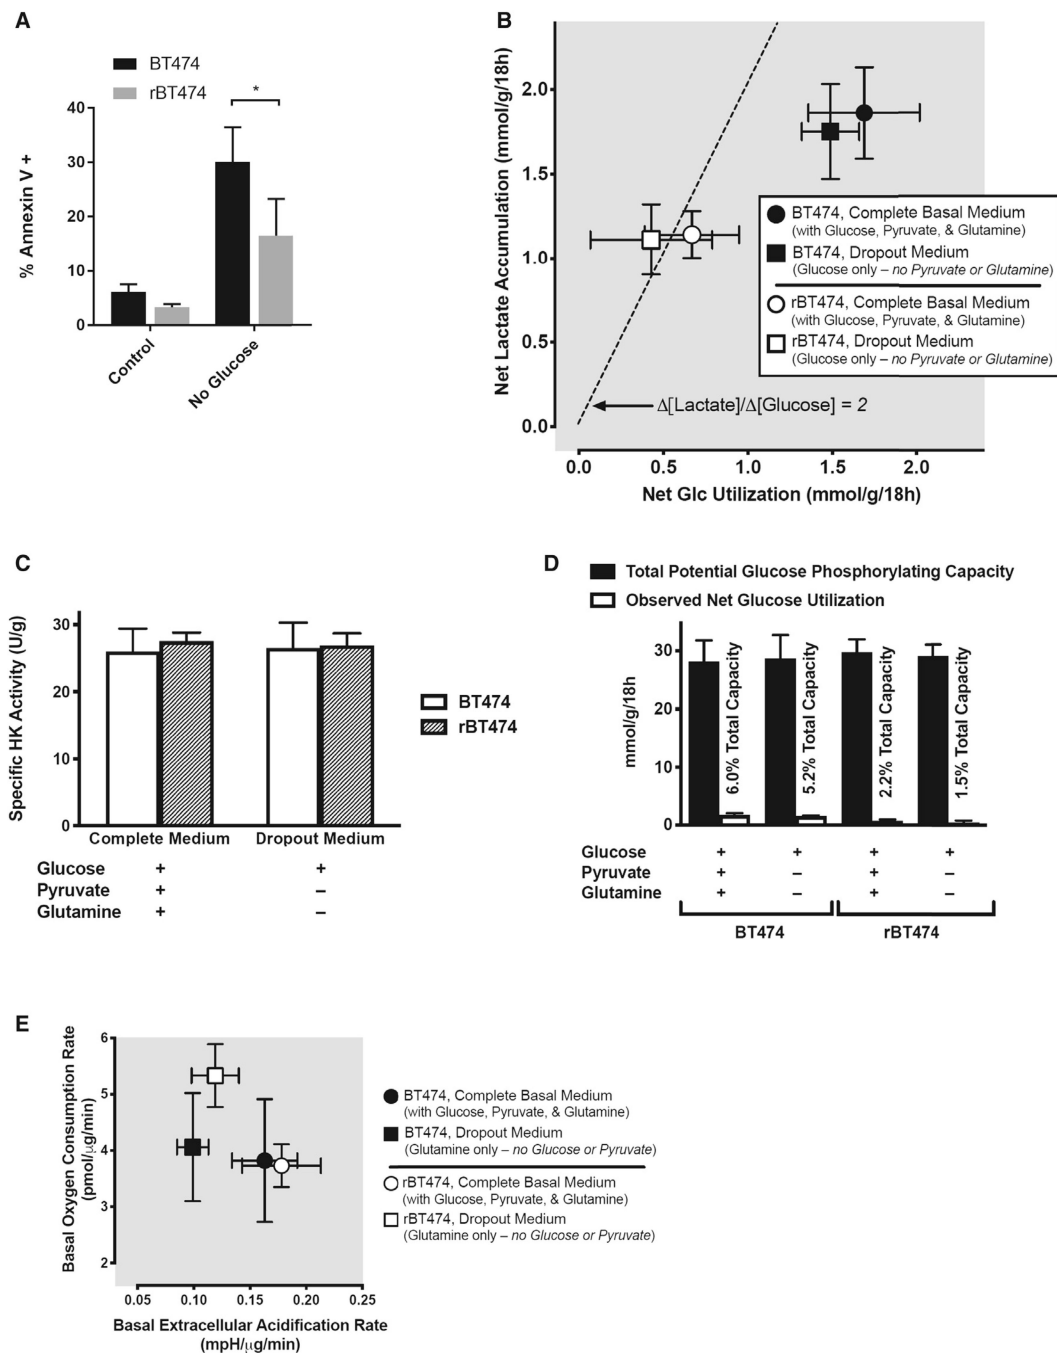 A
BT474
rBT474
*
% Annexin V +
40
30
20
10
0
Control
No Glucose
B
Net Lactate Accumulation (mmol/g/18h)
2.0
1.5
1.0
0.5
0.0
BT474, Complete Basal Medium
(with Glucose, Pyruvate, & Glutamine)
BT474, Dropout Medium
(Glucose only – no Pyruvate or Glutamine)
rBT474, Complete Basal Medium
(with Glucose, Pyruvate, & Glutamine)
rBT474, Dropout Medium
(Glucose only – no Pyruvate or Glutamine)
Δ[Lactate]/Δ[Glucose] = 2
0.0 0.5 1.0 1.5 2.0
Net Glc Utilization (mmol/g/18h)
C
Specific HK Activity (U/g)
30
20
10
0
BT474
rBT474
Complete Medium Dropout Medium
Glucose + +
Pyruvate + –
Glutamine + –
D
Total Potential Glucose Phosphorylating Capacity
Observed Net Glucose Utilization
mmol/g/18h
30
20
10
0
6.0% Total Capacity
5.2% Total Capacity
2.2% Total Capacity
1.5% Total Capacity
Glucose + + + +
Pyruvate + – + –
Glutamine + – + –
BT474 rBT474
E
Basal Oxygen Consumption Rate
(pmol/µg/min)
6
5
4
3
2
0.05 0.10 0.15 0.20 0.25
Basal Extracellular Acidification Rate
(mpH/µg/min)
BT474, Complete Basal Medium
(with Glucose, Pyruvate, & Glutamine)
BT474, Dropout Medium
(Glutamine only – no Glucose or Pyruvate)
rBT474, Complete Basal Medium
(with Glucose, Pyruvate, & Glutamine)
rBT474, Dropout Medium
(Glutamine only – no Glucose or Pyruvate)